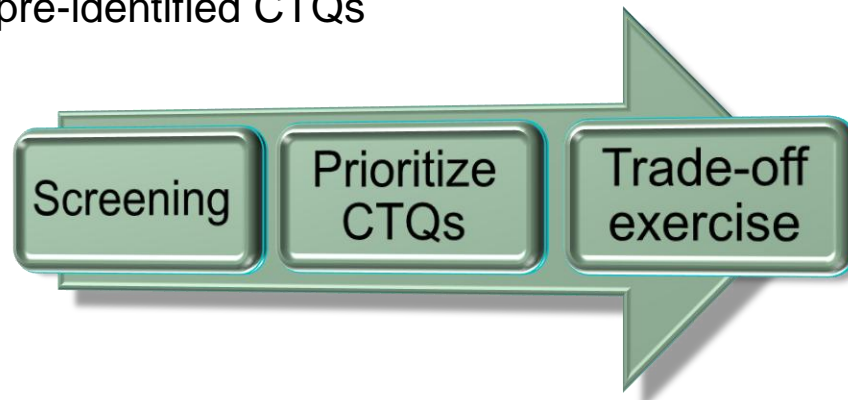 pre-identified CTQs
Screening
Prioritize
CTQs
Trade-off
exercise